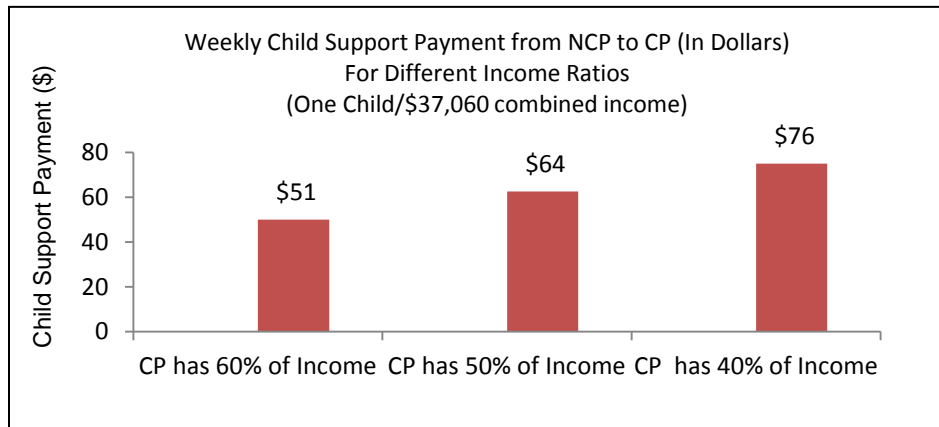 Weekly Child Support Payment from NCP to CP (In Dollars)
For Different Income Ratios
(One Child/$37,060 combined income)
Child Support Payment ($)
80
60
40
20
0
$51
$64
$76
CP has 60% of Income
CP has 50% of Income
CP has 40% of Income